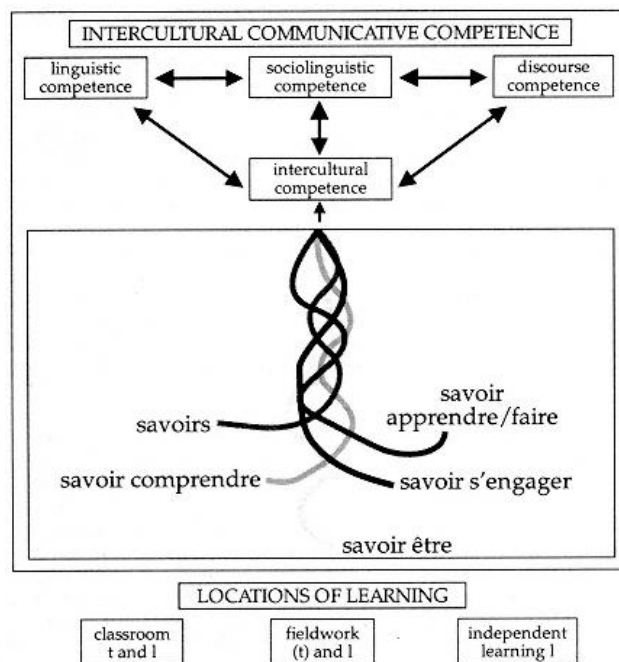 INTERCULTURAL COMMUNICATIVE COMPETENCE
linguistic
competence
sociolinguistic
competence
discourse
competence
intercultural
competence
savoir
apprendre/faire
savoirs
savoir comprendre
savoir s'engager
savoir être
LOCATIONS OF LEARNING
classroom
t and l
fieldwork
(t) and l
independent
learning l